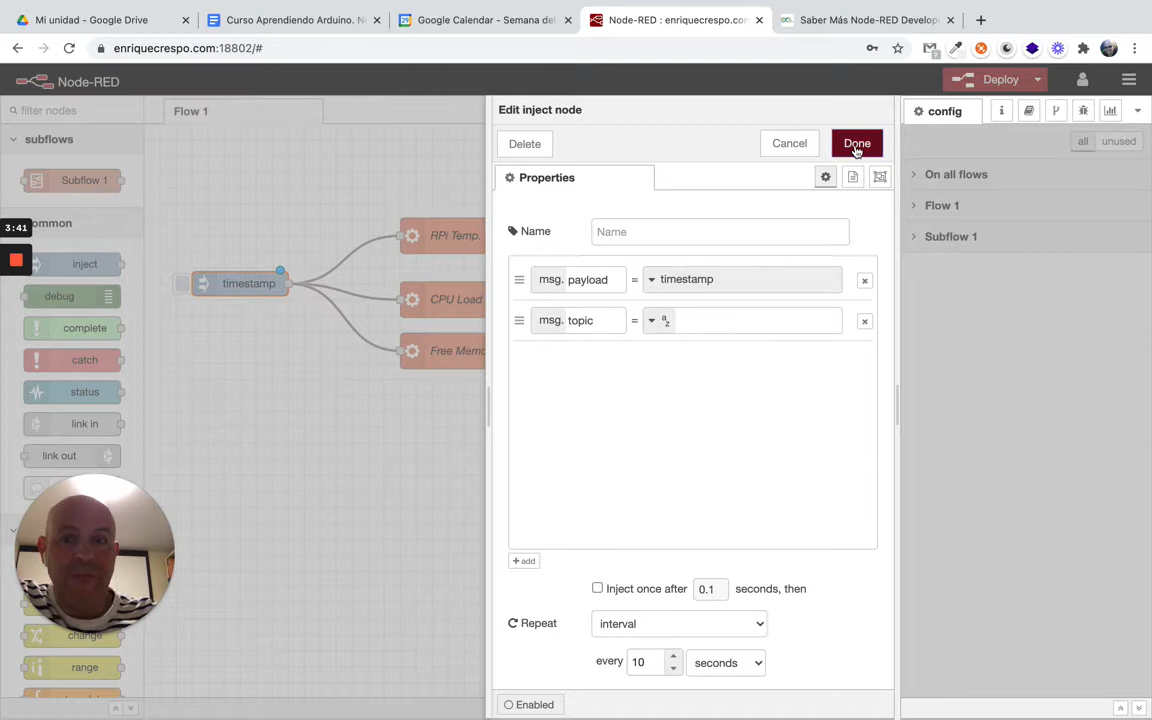 Mi unidad - Google Drive
Curso Aprendiendo Arduino. N
Google Calendar - Semana del
Node-RED : enriquecrespo.com
Saber Más Node-RED Develop
enriquecrespo.com:18802/#
Node-RED
Deploy
filter nodes
Flow 1
subflows
Subflow 1
3:41
common
inject
debug
complete
catch
status
link in
link out
change
range
timestamp
RPi Temp.
CPU Load
Free Memo
Edit inject node
Delete
Cancel
Done
Properties
Name
Name
msg. payload = timestamp
msg. topic = a z
+ add
Inject once after 0.1 seconds, then
Repeat interval
every 10 seconds
Enabled
config
all unused
On all flows
Flow 1
Subflow 1